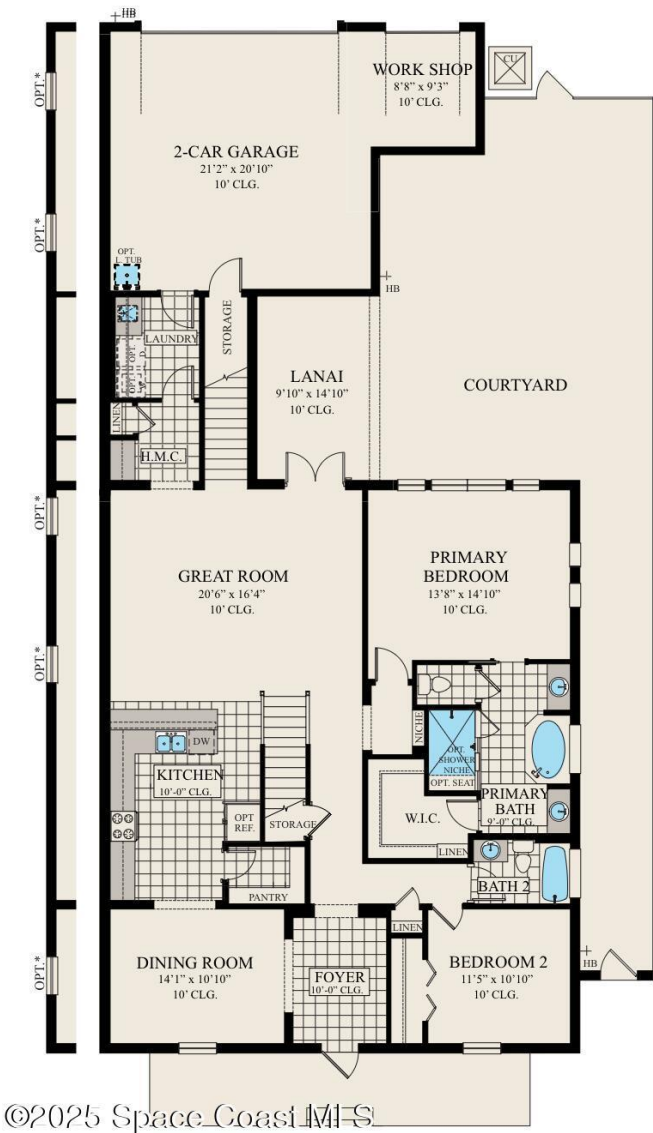 HB
CU
WORK SHOP
8'8" x 9'3"
10' CLG.
OPT.*
2-CAR GARAGE
21'2" x 20'10"
10' CLG.
OPT.*
OPT.
L. TUB
HB
STORAGE
LAUNDRY
OPT. OPT.
W. D.
LANAI
9'10" x 14'10"
10' CLG.
COURTYARD
LINEN
H.M.C.
OPT.*
GREAT ROOM
20'6" x 16'4"
10' CLG.
PRIMARY
BEDROOM
13'8" x 14'10"
10' CLG.
OPT.*
NICHE
OPT.
SHOWER
NICHE
OPT. SEAT
DW
KITCHEN
10'-0" CLG.
OPT
REF.
STORAGE
W.I.C.
LINEN
PRIMARY
BATH
9'-0" CLG.
BATH 2
PANTRY
LINEN
DINING ROOM
14'1" x 10'10"
10' CLG.
FOYER
10'-0" CLG.
BEDROOM 2
11'5" x 10'10"
10' CLG.
OPT.*
HB
©2025 Space Coast MLS